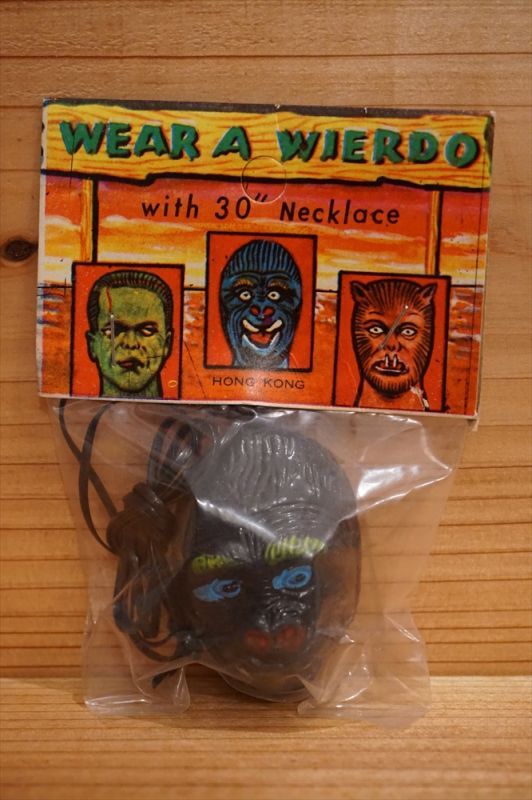 WEAR A WIERDO
with 30" Necklace
HONG KONG